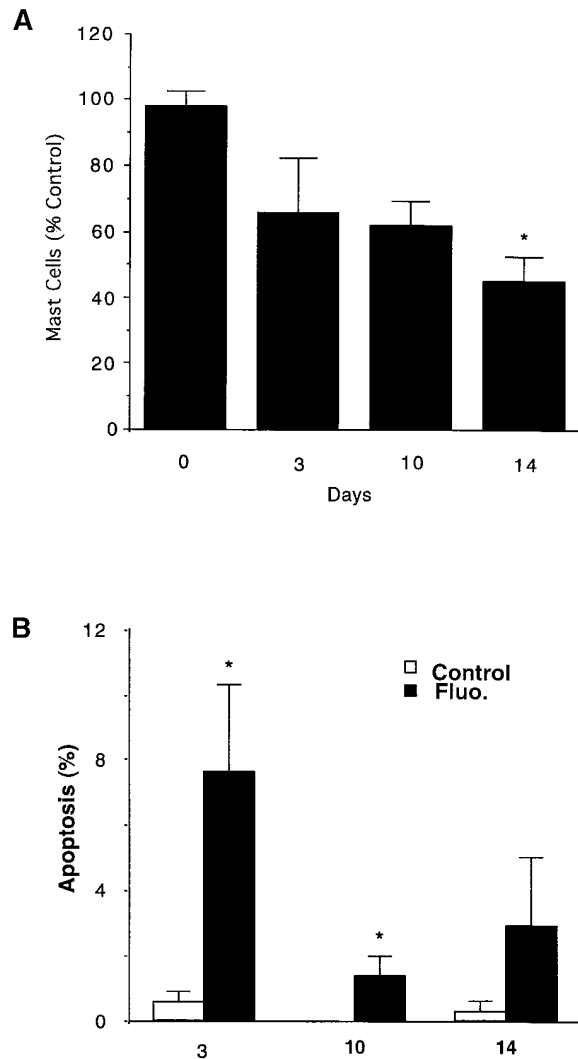 A
120
100
80
60
40
20
0
Mast Cells (% Control)
*
0 3 10 14
Days
B
12
8
4
0
Apoptosis (%)
*
*
Control
Fluo.
3 10 14